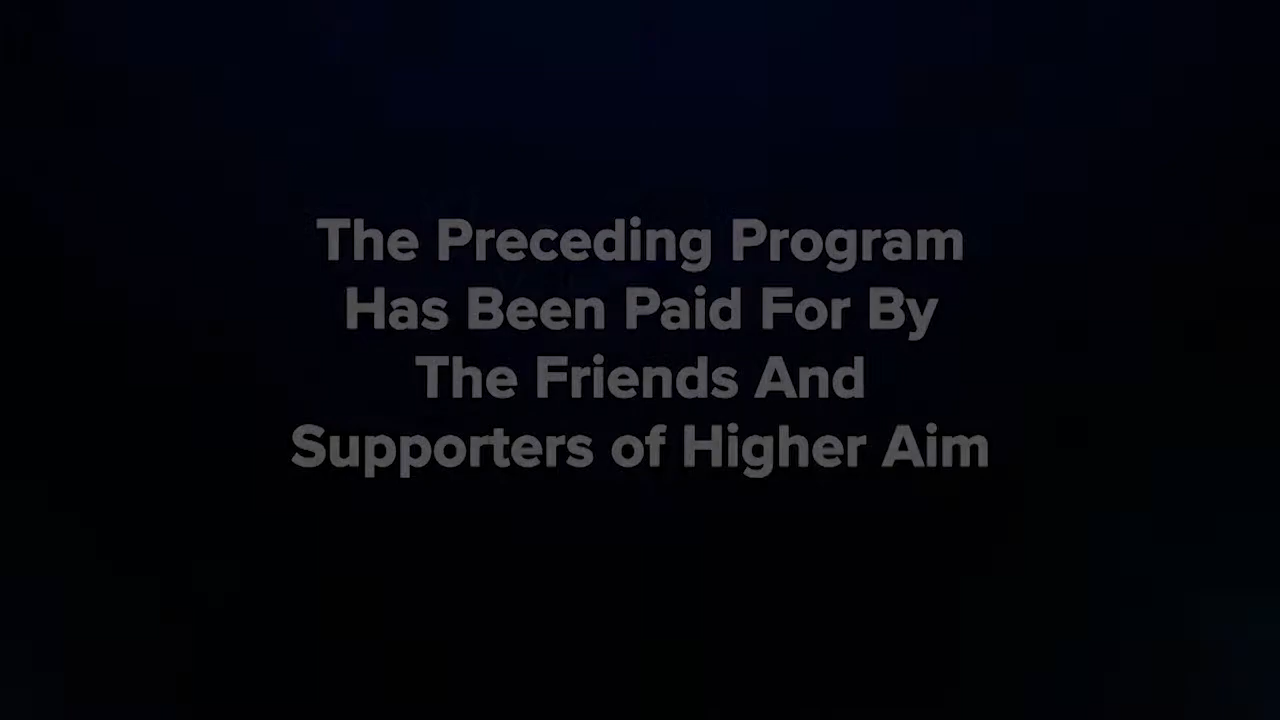 The Preceding Program
Has Been Paid For By
The Friends And
Supporters of Higher Aim